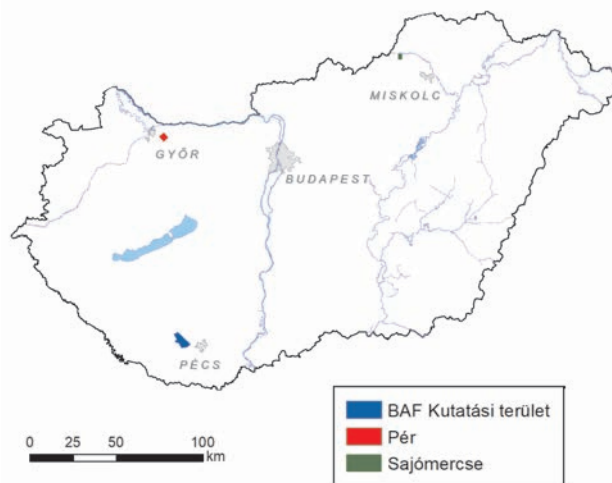 MISKOLC
GYŐR
BUDAPEST
PÉCS
BAF Kutatási terület
Pér
Sajómercse
0 25 50 100
km